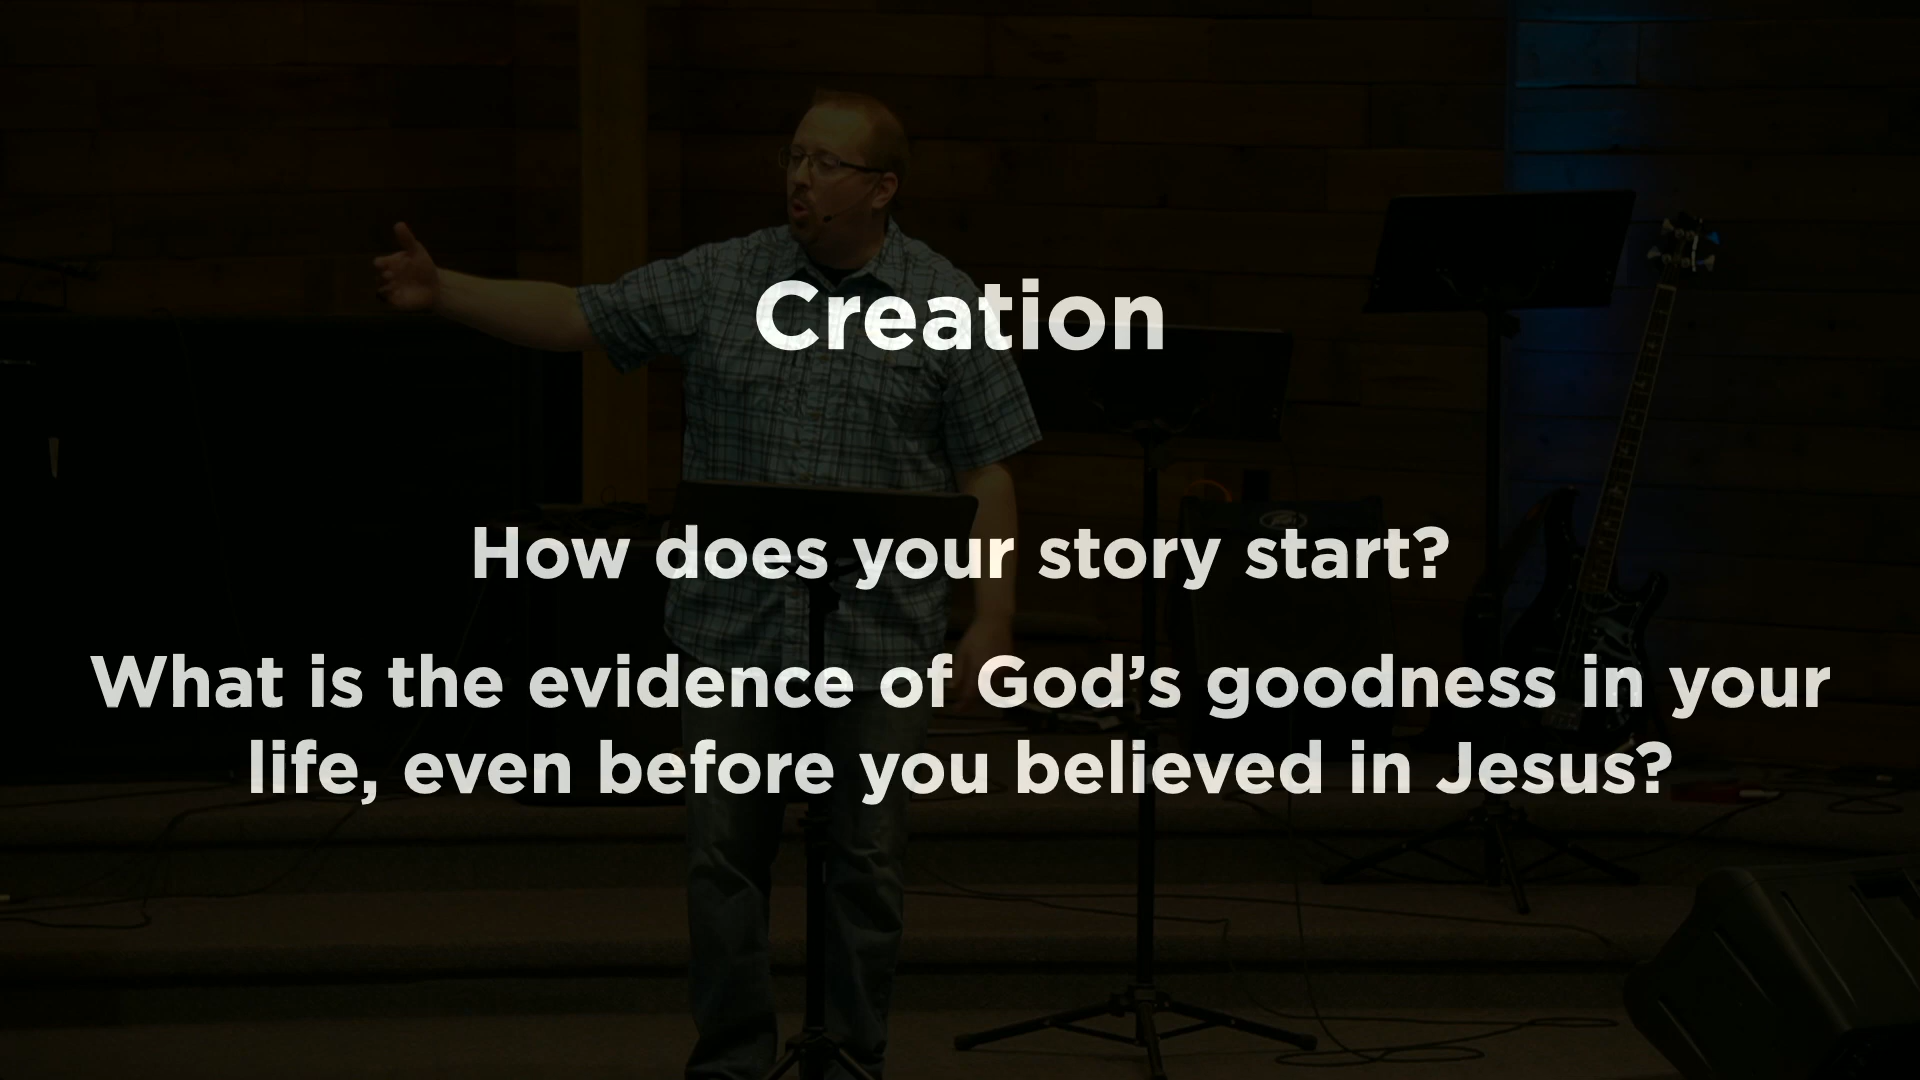 Creation
How does your story start?
What is the evidence of God’s goodness in your
life, even before you believed in Jesus?